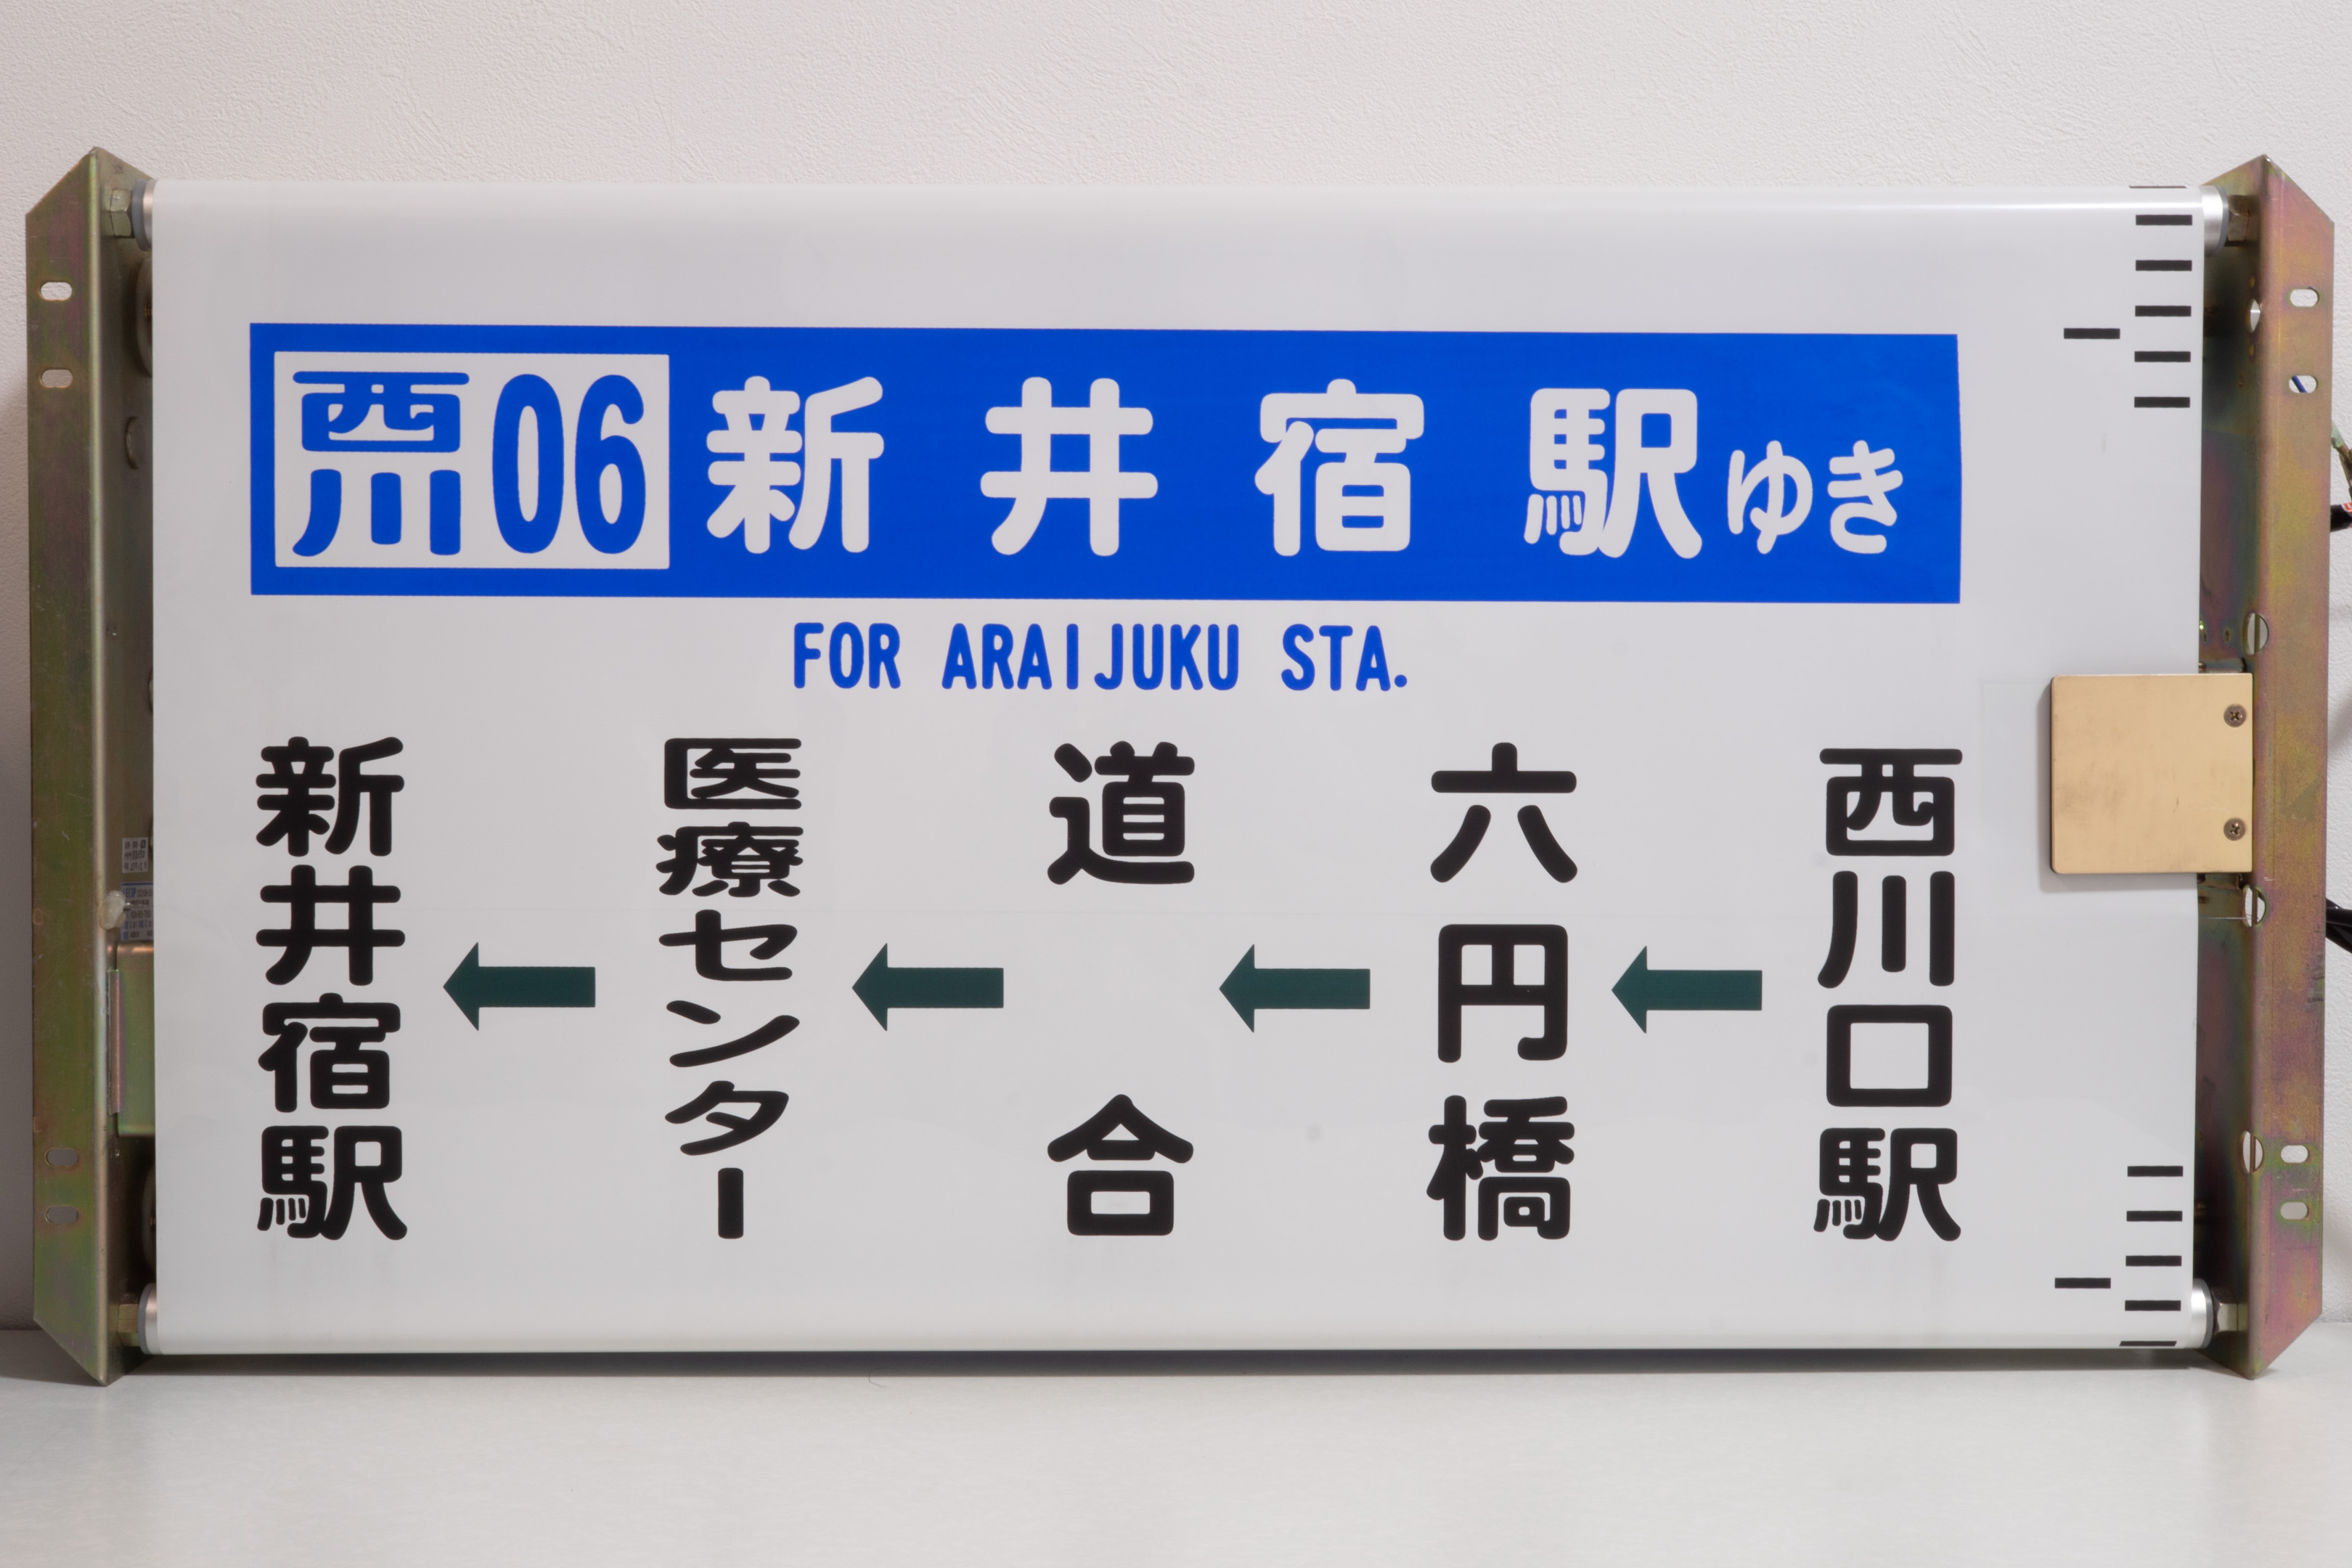 西川06 新井宿駅ゆき
FOR ARAIJUKU STA.
西川口駅
←
六円橋
←
道合
←
医療センター
←
新井宿駅